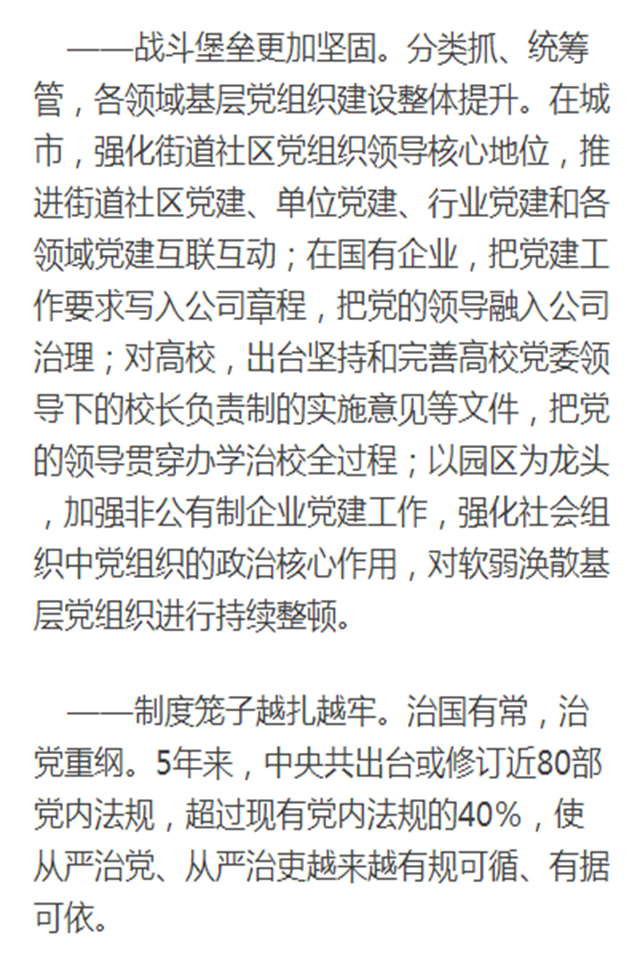 ——战斗堡垒更加坚固。分类抓、统筹
管，各领域基层党组织建设整体提升。在城
市，强化街道社区党组织领导核心地位，推
进街道社区党建、单位党建、行业党建和各
领域党建互联互动；在国有企业，把党建工
作要求写入公司章程，把党的领导融入公司
治理；对高校，出台坚持和完善高校党委领
导下的校长负责制的实施意见等文件，把党
的领导贯穿办学治校全过程；以园区为龙头
，加强非公有制企业党建工作，强化社会组
织中党组织的政治核心作用，对软弱涣散基
层党组织进行持续整顿。
——制度笼子越扎越牢。治国有常，治
党重纲。5年来，中央共出台或修订近80部
党内法规，超过现有党内法规的40%，使
从严治党、从严治吏越来越有规可循、有据
可依。